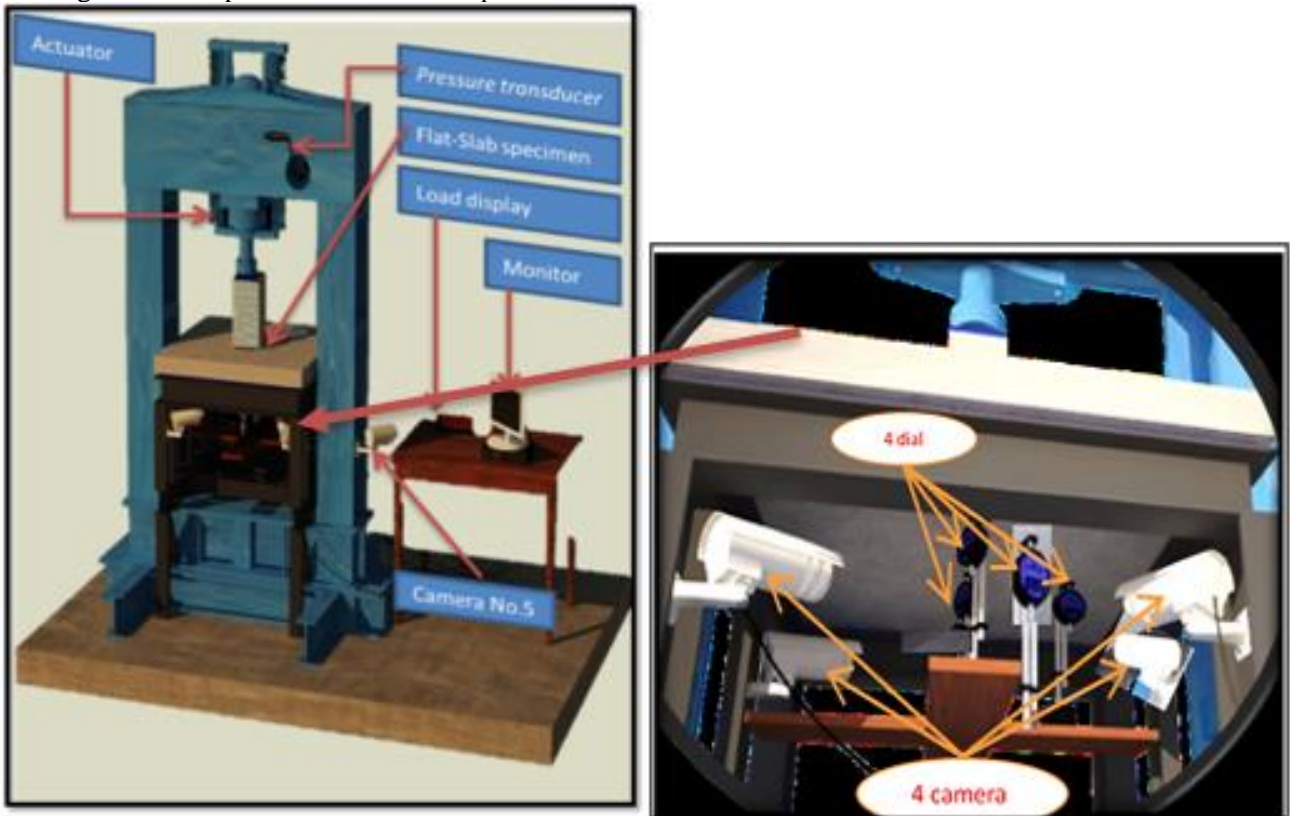 Actuator
Pressure transducer
Flat-Slab specimen
Load display
Monitor
Camera No.5
4 dial
4 camera